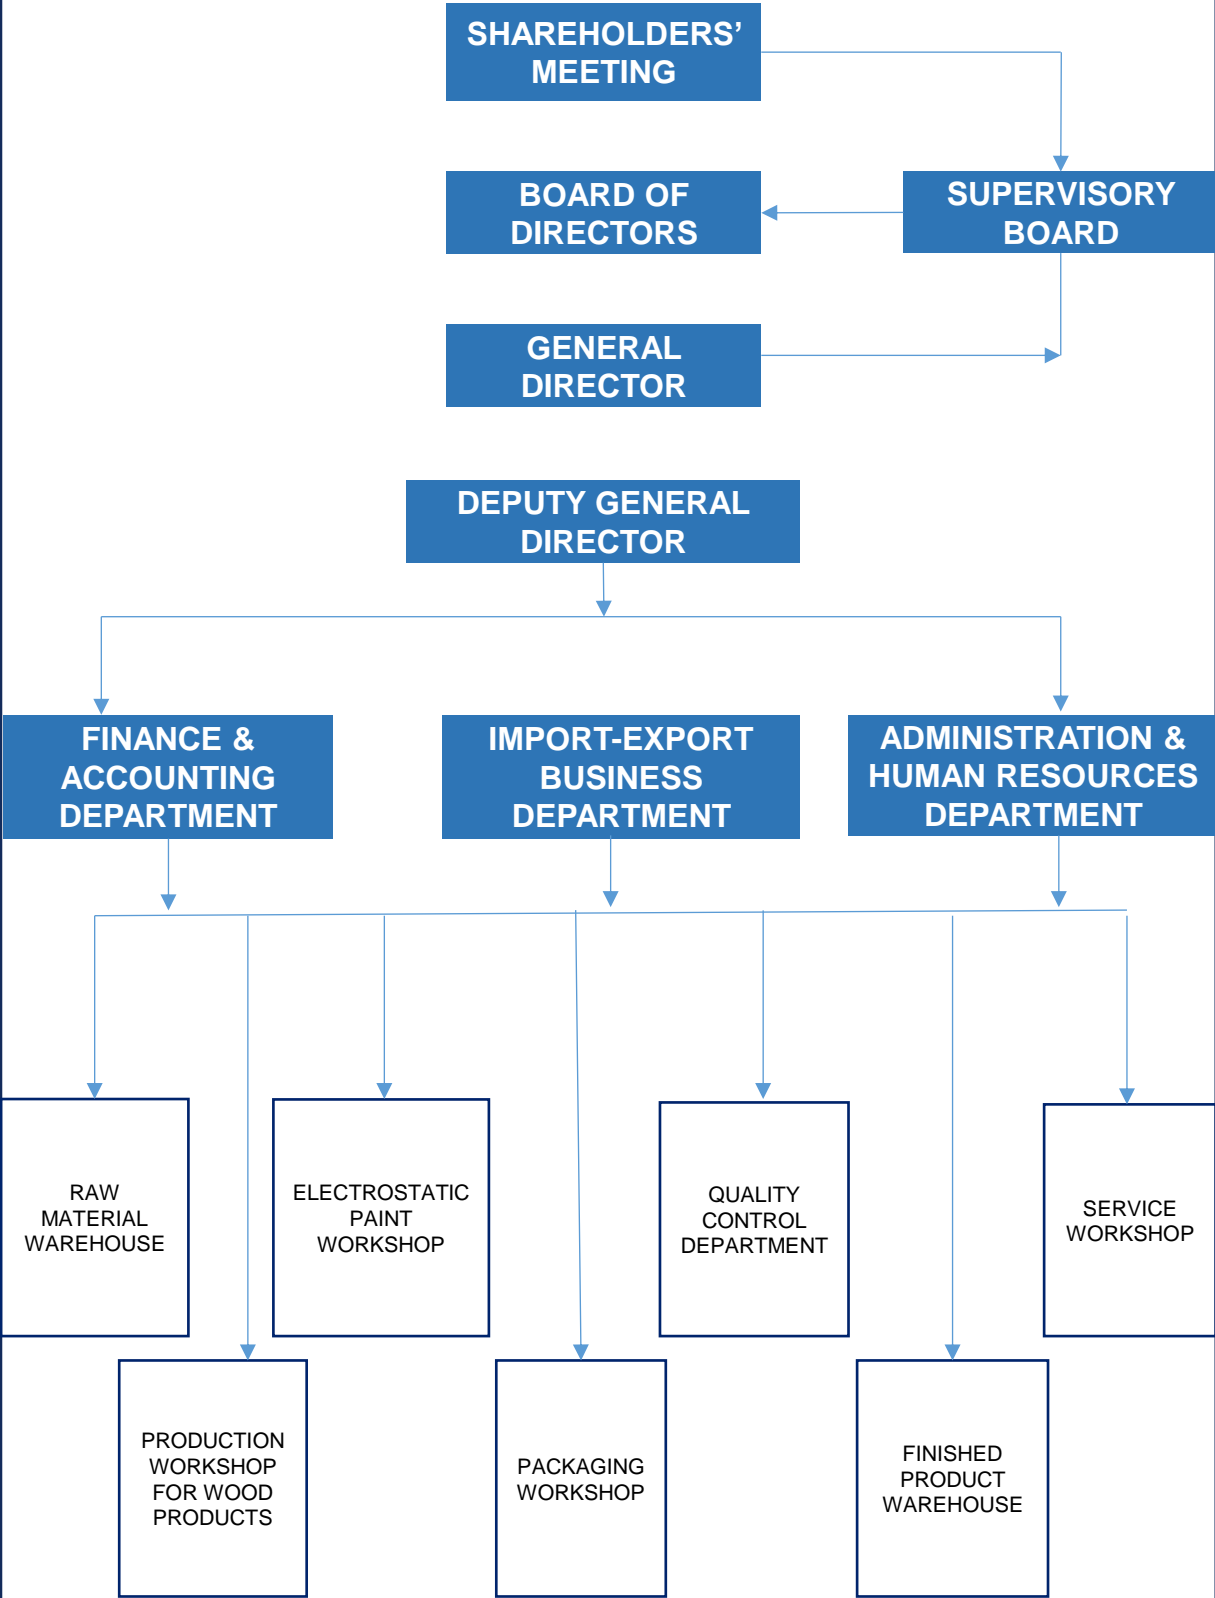 SHAREHOLDERS’
MEETING
BOARD OF
DIRECTORS
SUPERVISORY
BOARD
GENERAL
DIRECTOR
DEPUTY GENERAL
DIRECTOR
FINANCE &
ACCOUNTING
DEPARTMENT
IMPORT-EXPORT
BUSINESS
DEPARTMENT
ADMINISTRATION &
HUMAN RESOURCES
DEPARTMENT
RAW
MATERIAL
WAREHOUSE
ELECTROSTATIC
PAINT
WORKSHOP
QUALITY
CONTROL
DEPARTMENT
SERVICE
WORKSHOP
PRODUCTION
WORKSHOP
FOR WOOD
PRODUCTS
PACKAGING
WORKSHOP
FINISHED
PRODUCT
WAREHOUSE